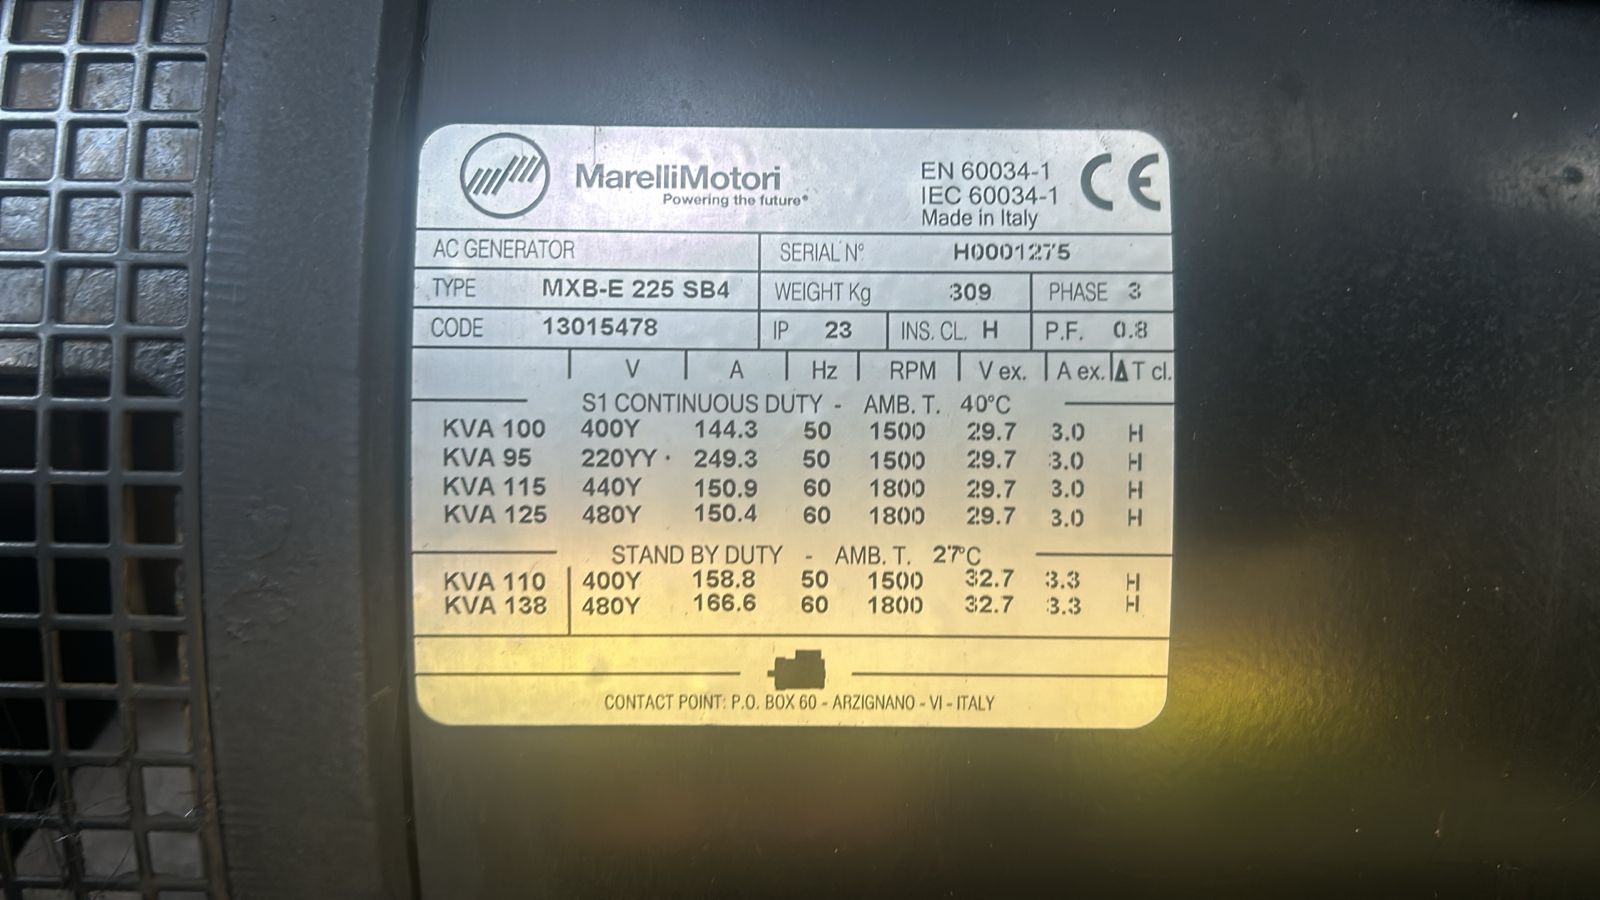 MarelliMotori
Powering the future®
EN 60034-1
IEC 60034-1
Made in Italy
CE
AC GENERATOR SERIAL N° H0001275
TYPE MXB-E 225 SB4 WEIGHT Kg 309 PHASE 3
CODE 13015478 IP 23 INS. CL. H P.F. 0.8
V A Hz RPM V ex. A ex. Δ T cl.
S1 CONTINUOUS DUTY - AMB. T. 40°C
KVA 100 400Y 144.3 50 1500 29.7 3.0 H
KVA 95 220YY 249.3 50 1500 29.7 3.0 H
KVA 115 440Y 150.9 60 1800 29.7 3.0 H
KVA 125 480Y 150.4 60 1800 29.7 3.0 H
STAND BY DUTY - AMB. T. 27°C
KVA 110 400Y 158.8 50 1500 32.7 3.3 H
KVA 138 480Y 166.6 60 1800 32.7 3.3 H
CONTACT POINT: P.O. BOX 60 - ARZIGNANO - VI - ITALY